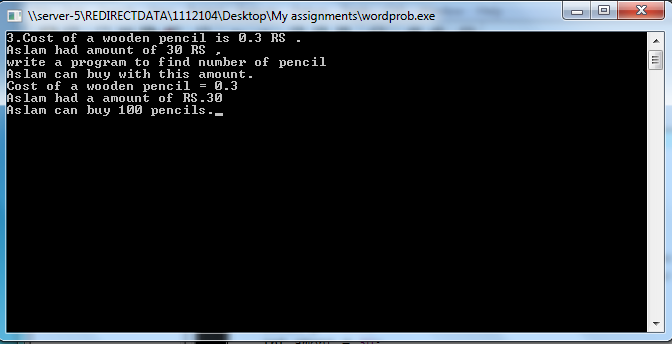 \\server-5\REDIRECTDATA\1112104\Desktop\My assignments\wordprob.exe
3.Cost of a wooden pencil is 0.3 RS .
Aslam had amount of 30 RS ,
write a program to find number of pencil
Aslam can buy with this amount.
Cost of a wooden pencil = 0.3
Aslam had a amount of RS.30
Aslam can buy 100 pencils.